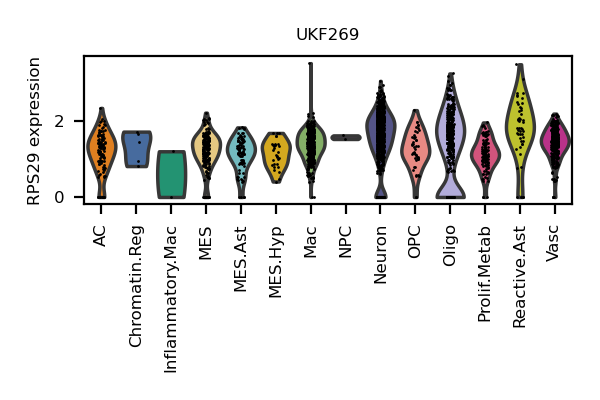 UKF269
RPS29 expression
2
0
AC
Chromatin.Reg
Inflammatory.Mac
MES
MES.Ast
MES.Hyp
Mac
NPC
Neuron
OPC
Oligo
Prolif.Metab
Reactive.Ast
Vasc